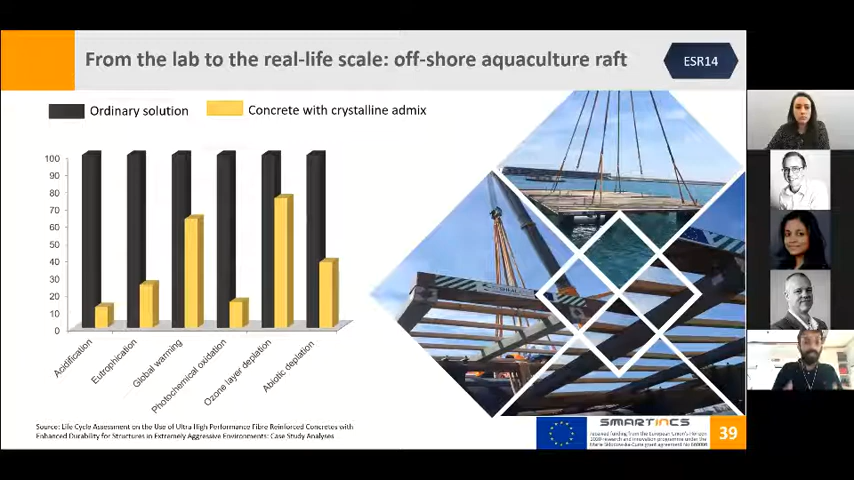 From the lab to the real-life scale: off-shore aquaculture raft
ESR14
Ordinary solution
Concrete with crystalline admix
100
90
80
70
60
50
40
30
20
10
0
Acidification
Eutrophication
Global warming
Photochemical oxidation
Ozone layer depletion
Abiotic depletion
Source: Life Cycle Assessment on the Use of Ultra High Performance Fibre Reinforced Concretes with
Enhanced Durability for Structures in Extremely Aggressive Environments: Case Study Analyses
SMARTINCS
39